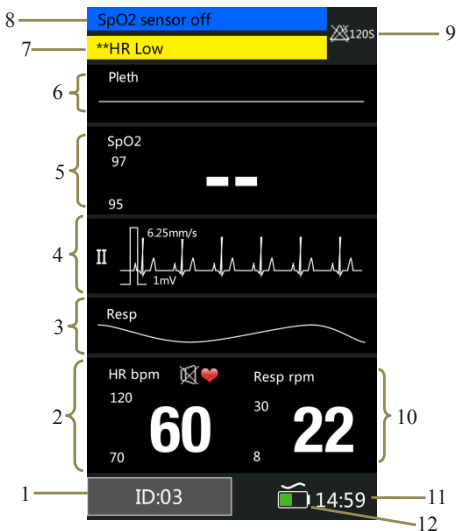 8
SpO2 sensor off
120S
9
7
**HR Low
6
Pleth
5
SpO2
97
--
95
4
6.25mm/s
II
1mV
3
Resp
2
HR bpm
Resp rpm
120
30
60
22
10
70
8
1
ID:03
14:59
11
12